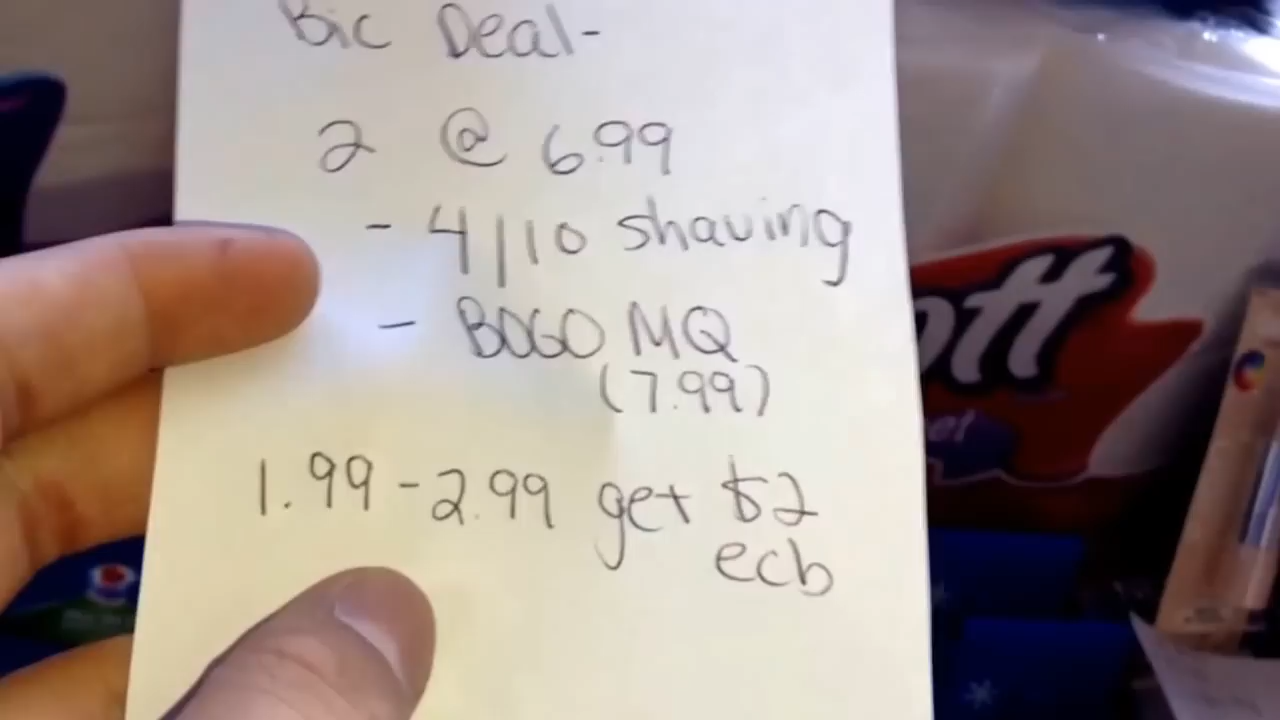 Bic Deal-
2 @ 6.99
- 4/10 shaving
- BOGO MQ
(7.99)
1.99-2.99 get $2
ecb
ott